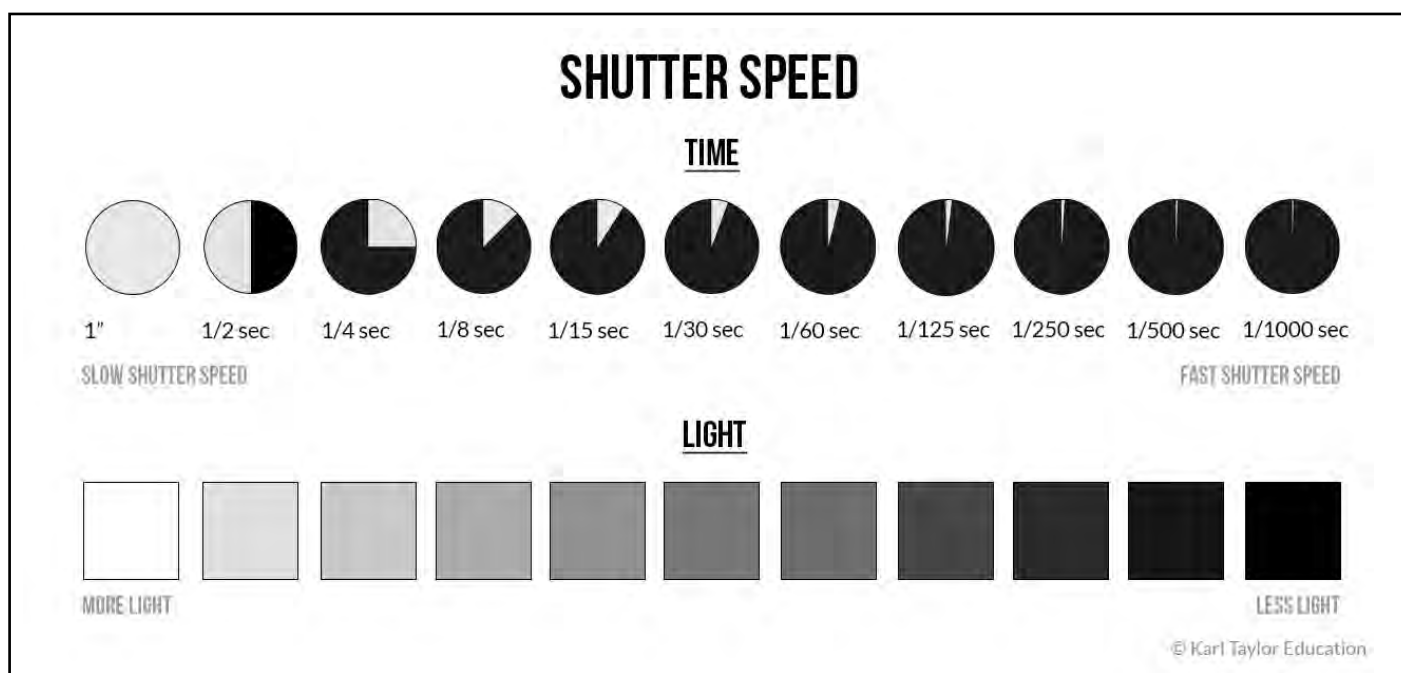 SHUTTER SPEED
TIME
1” 1/2 sec 1/4 sec 1/8 sec 1/15 sec 1/30 sec 1/60 sec 1/125 sec 1/250 sec 1/500 sec 1/1000 sec
SLOW SHUTTER SPEED FAST SHUTTER SPEED
LIGHT
MORE LIGHT LESS LIGHT
© Karl Taylor Education